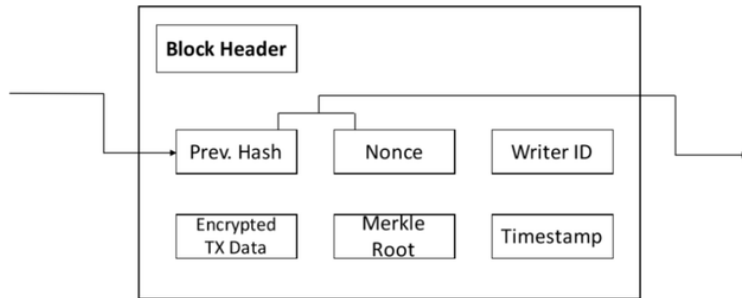 Block Header
Prev. Hash
Nonce
Writer ID
Encrypted
TX Data
Merkle
Root
Timestamp